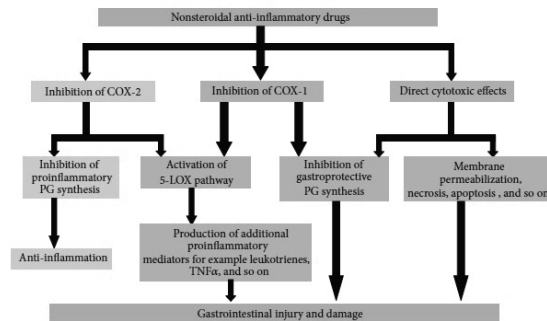 Nonsteroidal anti-inflammatory drugs
Inhibition of COX-2
Inhibition of COX-1
Direct cytotoxic effects
Inhibition of
proinflammatory
PG synthesis
Activation of
5-LOX pathway
Inhibition of
gastroprotective
PG synthesis
Membrane
permeabilization,
necrosis, apoptosis , and so on
Anti-inflammation
Production of additional
proinflammatory
mediators for example leukotrienes,
TNFα, and so on
Gastrointestinal injury and damage